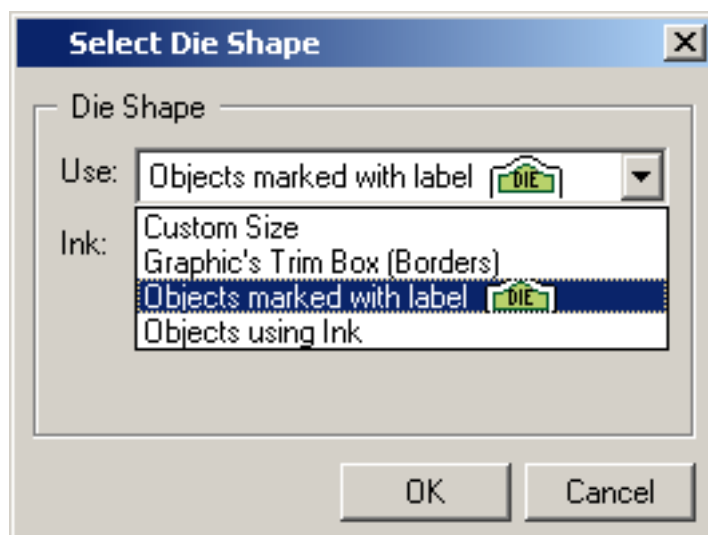 Select Die Shape
Die Shape
Use: Objects marked with label DIE
Custom Size
Ink: Graphic's Trim Box (Borders)
Objects marked with label DIE
Objects using Ink
OK Cancel